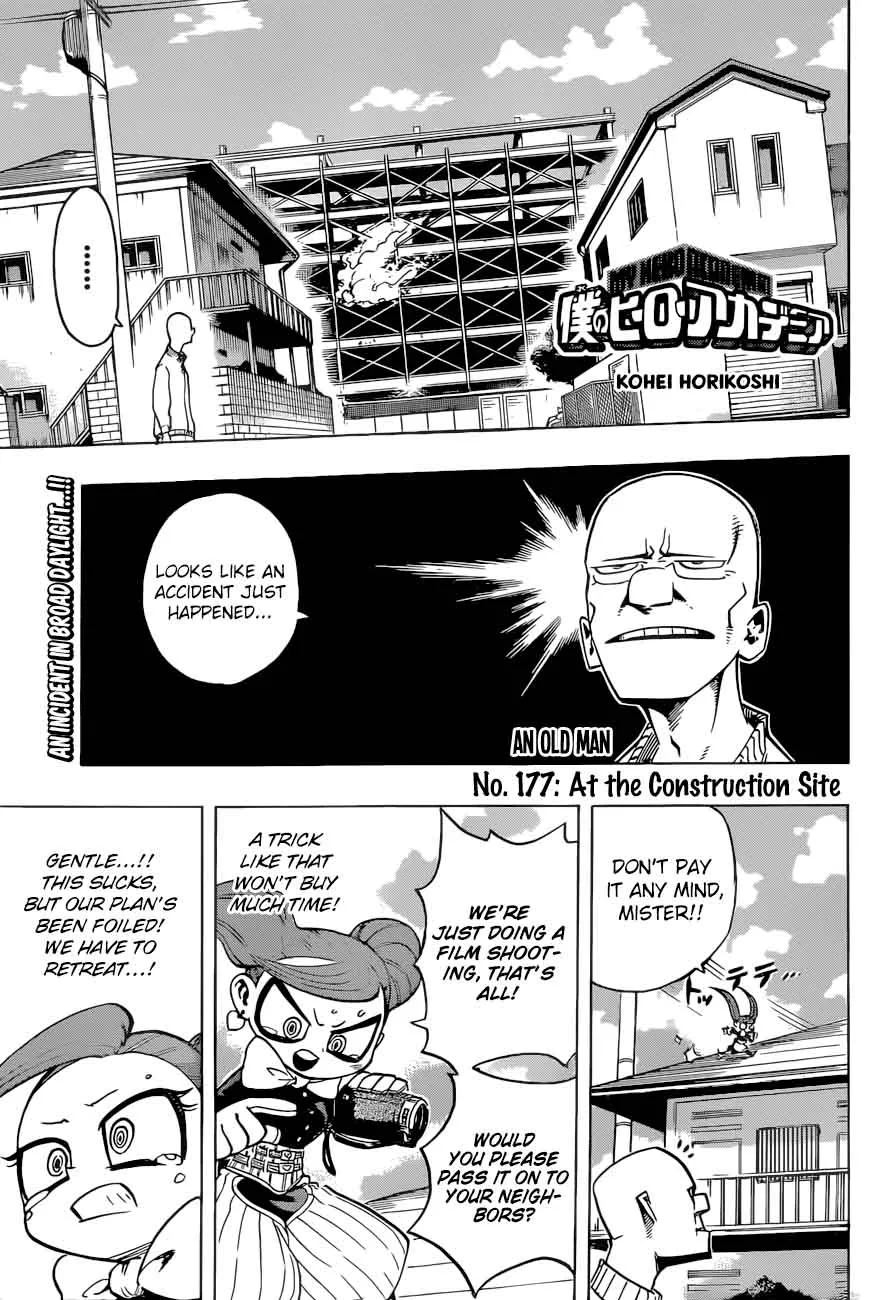 ........
MY HERO ACADEMIA
僕のヒーローアカデミア
KOHEI HORIKOSHI
AN INCIDENT IN BROAD DAYLIGHT...!!
LOOKS LIKE AN
ACCIDENT JUST
HAPPENED...
AN OLD MAN
No. 177: At the Construction Site
DON'T PAY
IT ANY MIND,
MISTER!!
トッテテ...
WE'RE
JUST DOING A
FILM SHOOT-
ING, THAT'S
ALL!
WOULD
YOU PLEASE
PASS IT ON TO
YOUR NEIGH-
BORS?
A TRICK
LIKE THAT
WON'T BUY
MUCH TIME!
GENTLE...!!
THIS SUCKS,
BUT OUR PLAN'S
BEEN FOILED!
WE HAVE TO
RETREAT...!